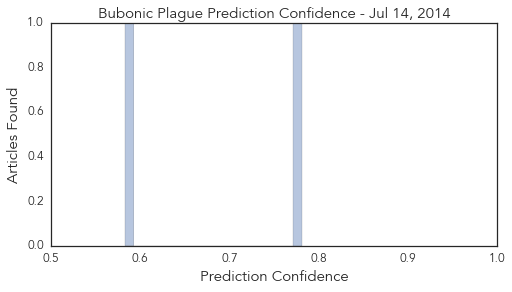 Bubonic Plague Prediction Confidence - Jul 14, 2014
1.0
0.8
0.6
0.4
0.2
0.0
Articles Found
0.5 0.6 0.7 0.8 0.9 1.0
Prediction Confidence